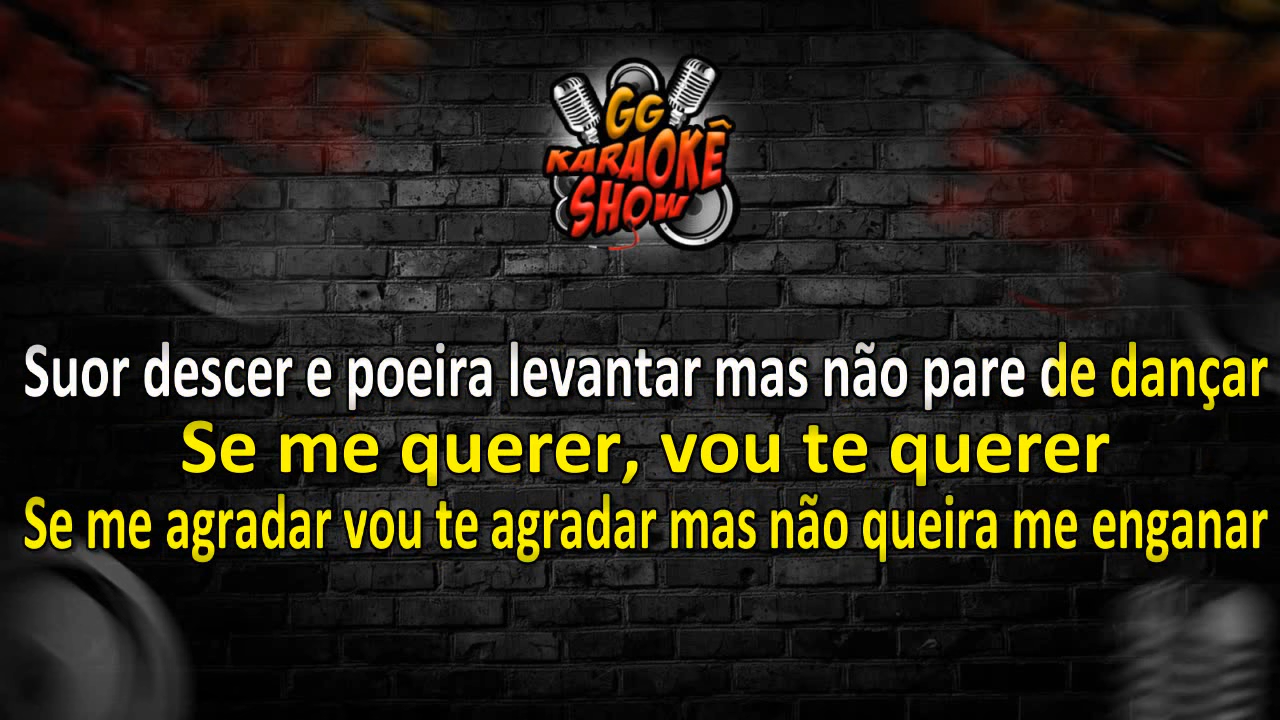 GG
KARAOKÊ
SHOW
Suor descer e poeira levantar mas não pare de dançar
Se me querer, vou te querer
Se me agradar vou te agradar mas não queira me enganar